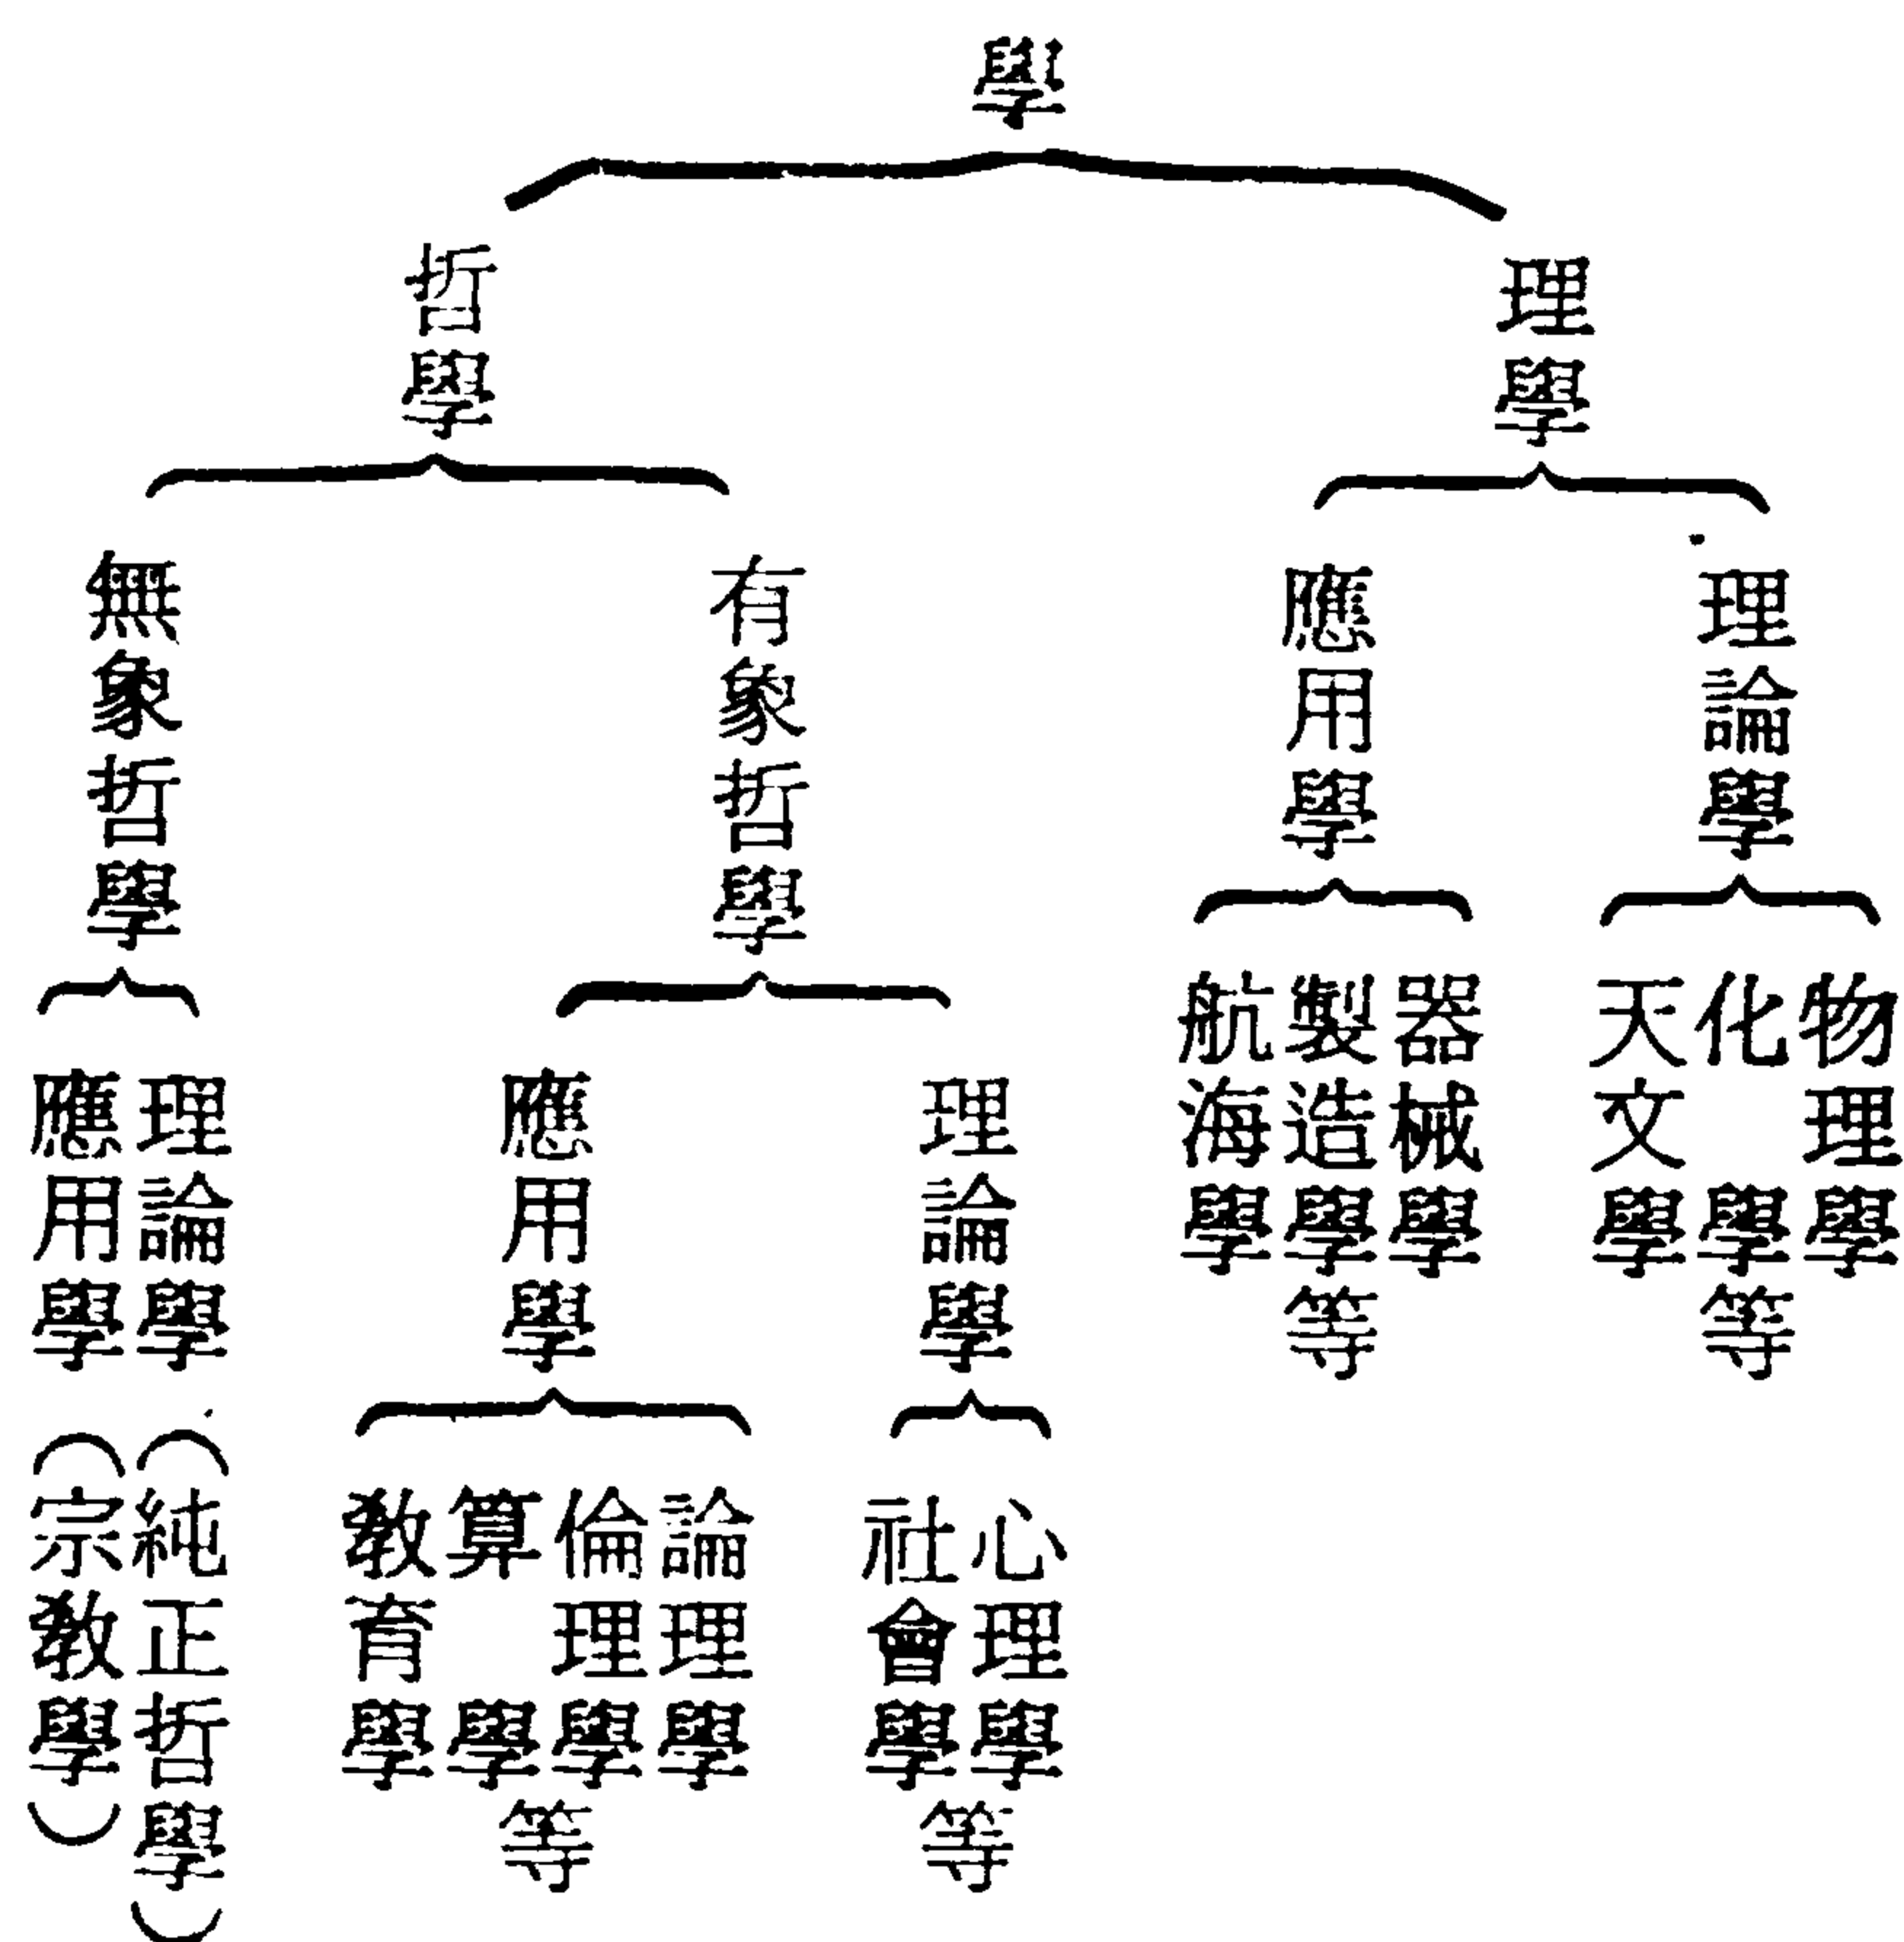 學
理學
哲學
理論學
應用學
有象哲學
無象哲學
物理學
化學
天文學
等
器械學
製造學
航海學
等
理論學
應用學
理論學(純正哲學)
應用學(宗教學)
心理學
社會學
等
論理學
倫理學
算學
教育學
等